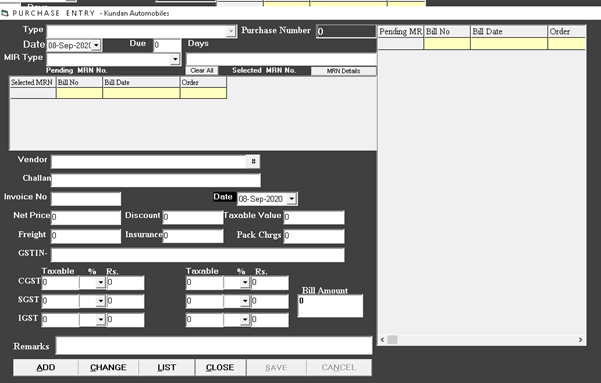 PURCHASE ENTRY - Kundan Automobiles
Type Purchase Number 0
Date 08-Sep-202 Due 0 Days
MIR Type
Pending MRN No. Clear All Selected MRN No. MRN Details
Selected MRN Bill No Bill Date Order
Pending MR Bill No Bill Date Order
Vendor #
Challan
Invoice No Date 08-Sep-2020
Net Price 0 Discount 0 Taxable Value 0
Freight 0 Insurance 0 Pack Chrgs 0
GSTIN-
Taxable % Rs. Taxable % Rs.
CGST 0 0 0 0
Bill Amount
SGST 0 0 0 0 0
IGST 0 0 0 0
Remarks
ADD CHANGE LIST CLOSE SAVE CANCEL